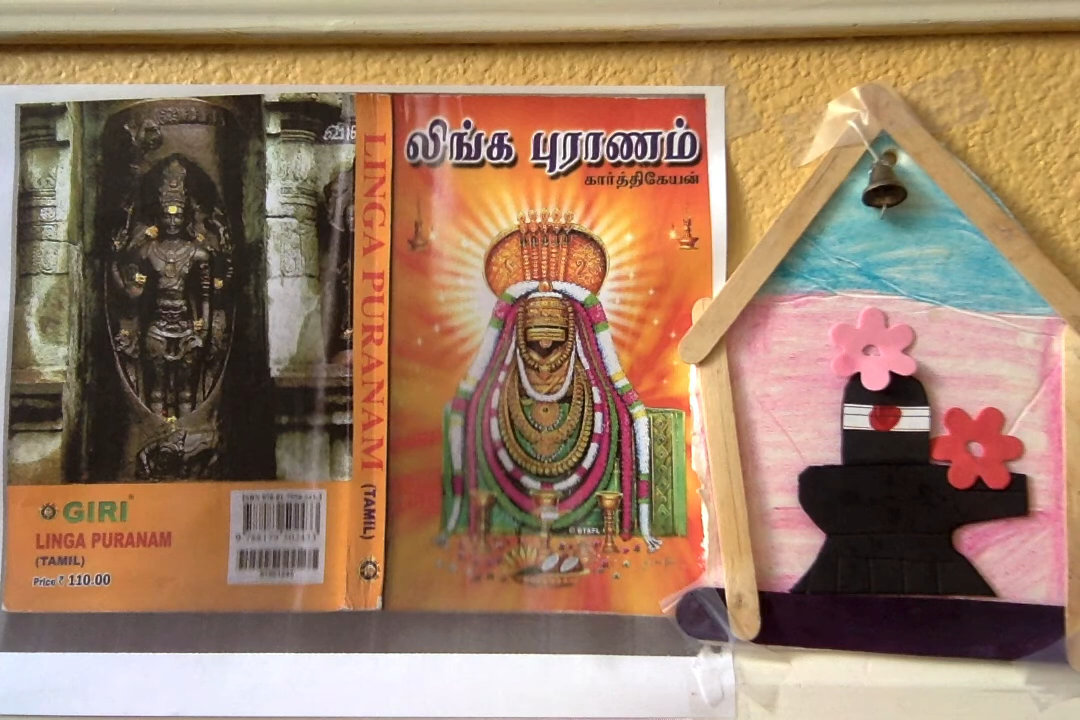 லிங்க புராணம்
கார்த்திகேயன்
LINGA PURANAM (TAMIL)
GIRI®
LINGA PURANAM
(TAMIL)
Price ₹ 110.00